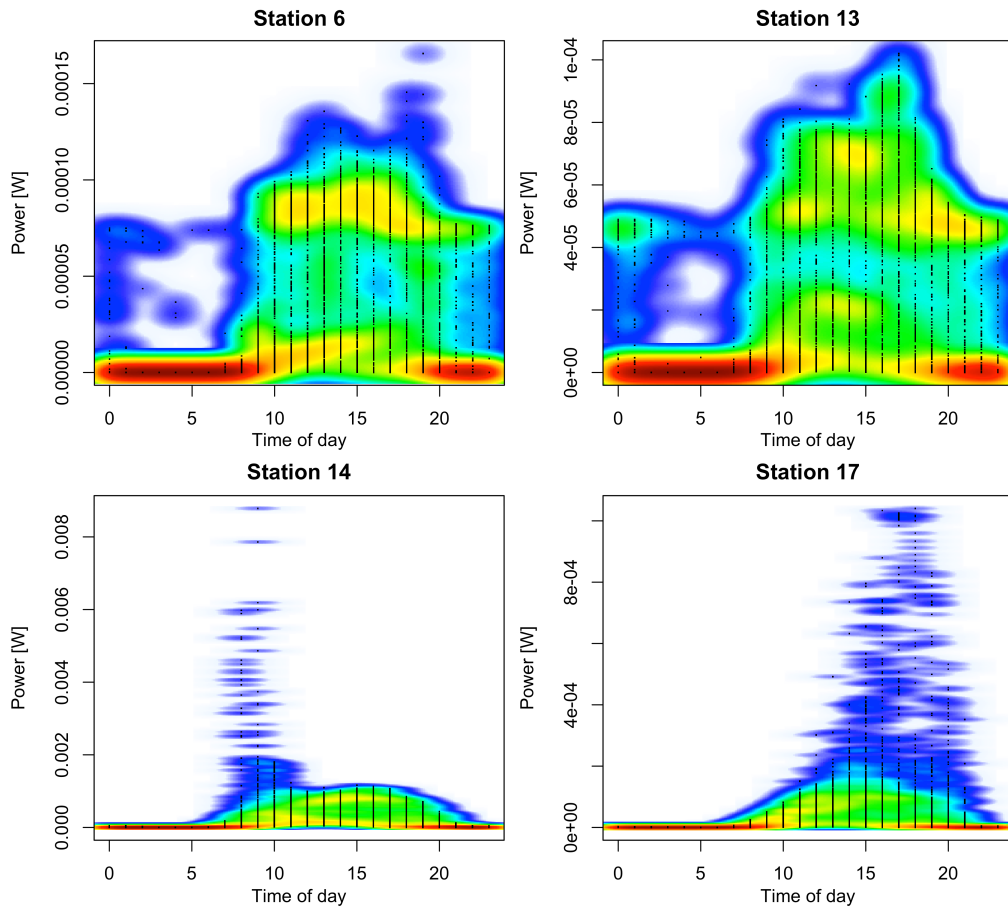 Station 6
Power [W]
0.00015
0.00010
0.00005
0.00000
0 5 10 15 20
Time of day
Station 13
Power [W]
1e-04
8e-05
6e-05
4e-05
0e+00
0 5 10 15 20
Time of day
Station 14
Power [W]
0.008
0.006
0.004
0.002
0.000
0 5 10 15 20
Time of day
Station 17
Power [W]
8e-04
4e-04
0e+00
0 5 10 15 20
Time of day